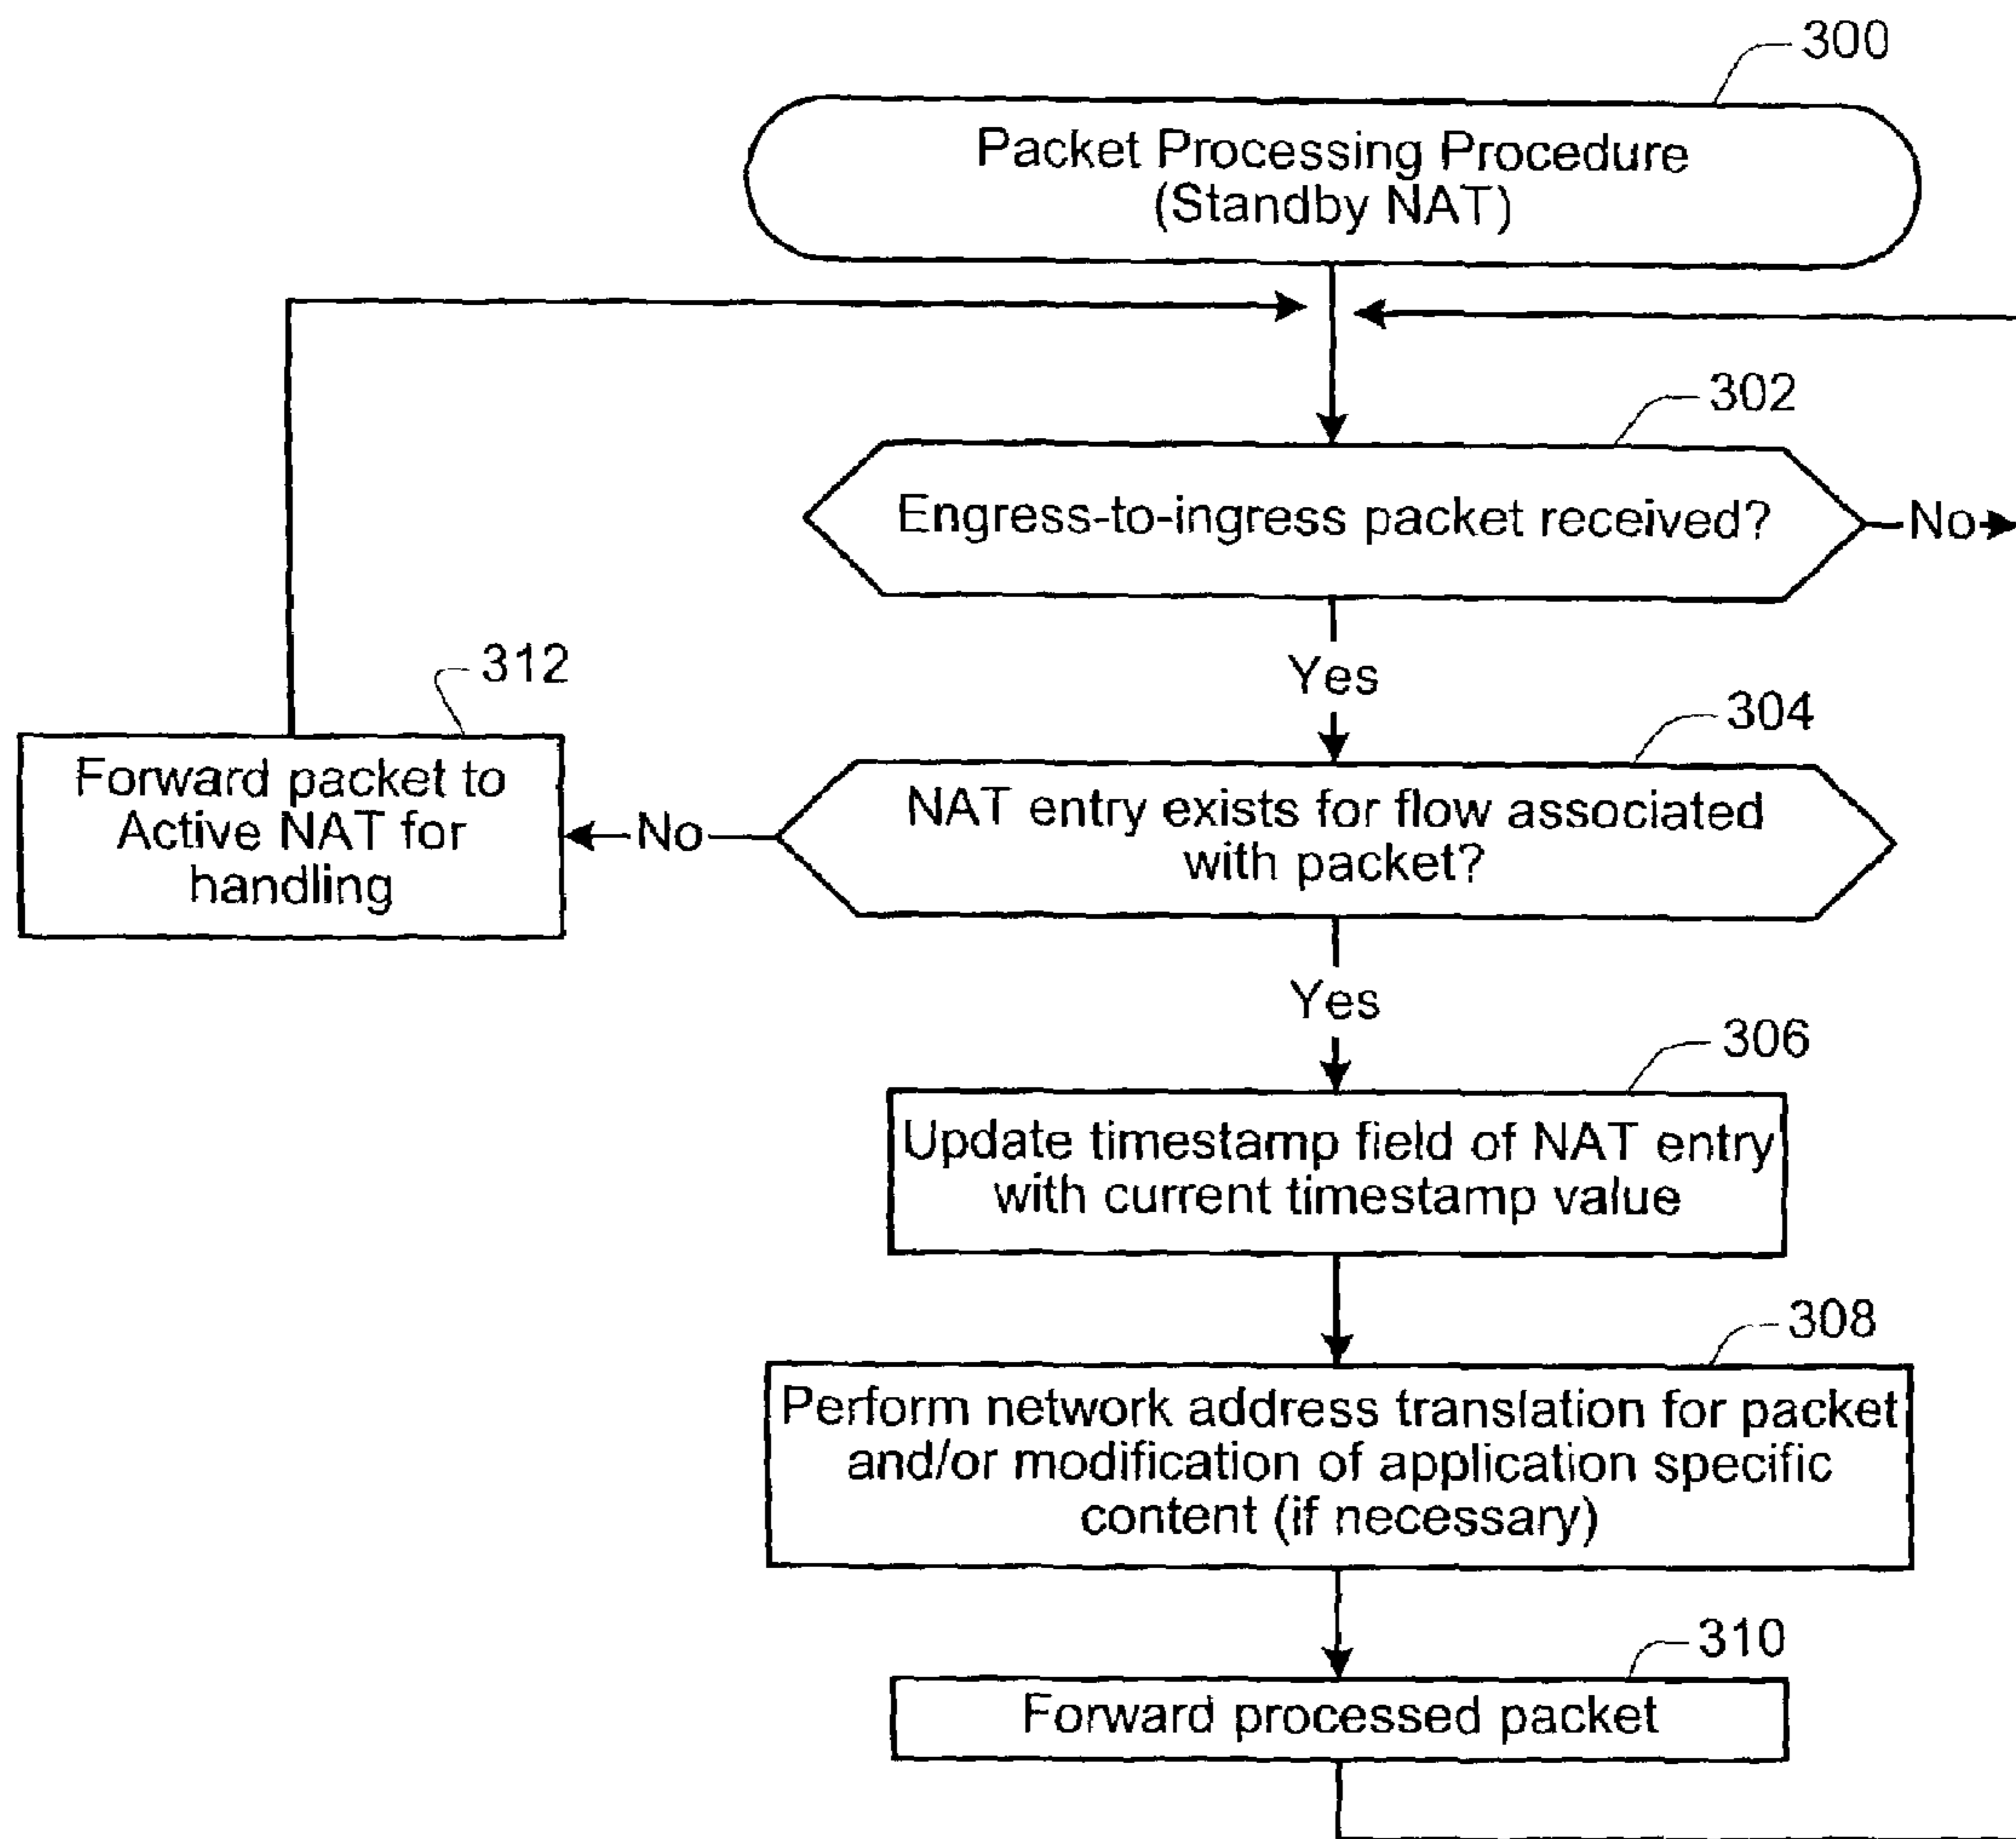 300
Packet Processing Procedure
(Standby NAT)
302
Engress-to-ingress packet received?
No
Yes
312
304
Forward packet to
Active NAT for
handling
No
NAT entry exists for flow associated
with packet?
Yes
306
Update timestamp field of NAT entry
with current timestamp value
308
Perform network address translation for packet
and/or modification of application specific
content (if necessary)
310
Forward processed packet